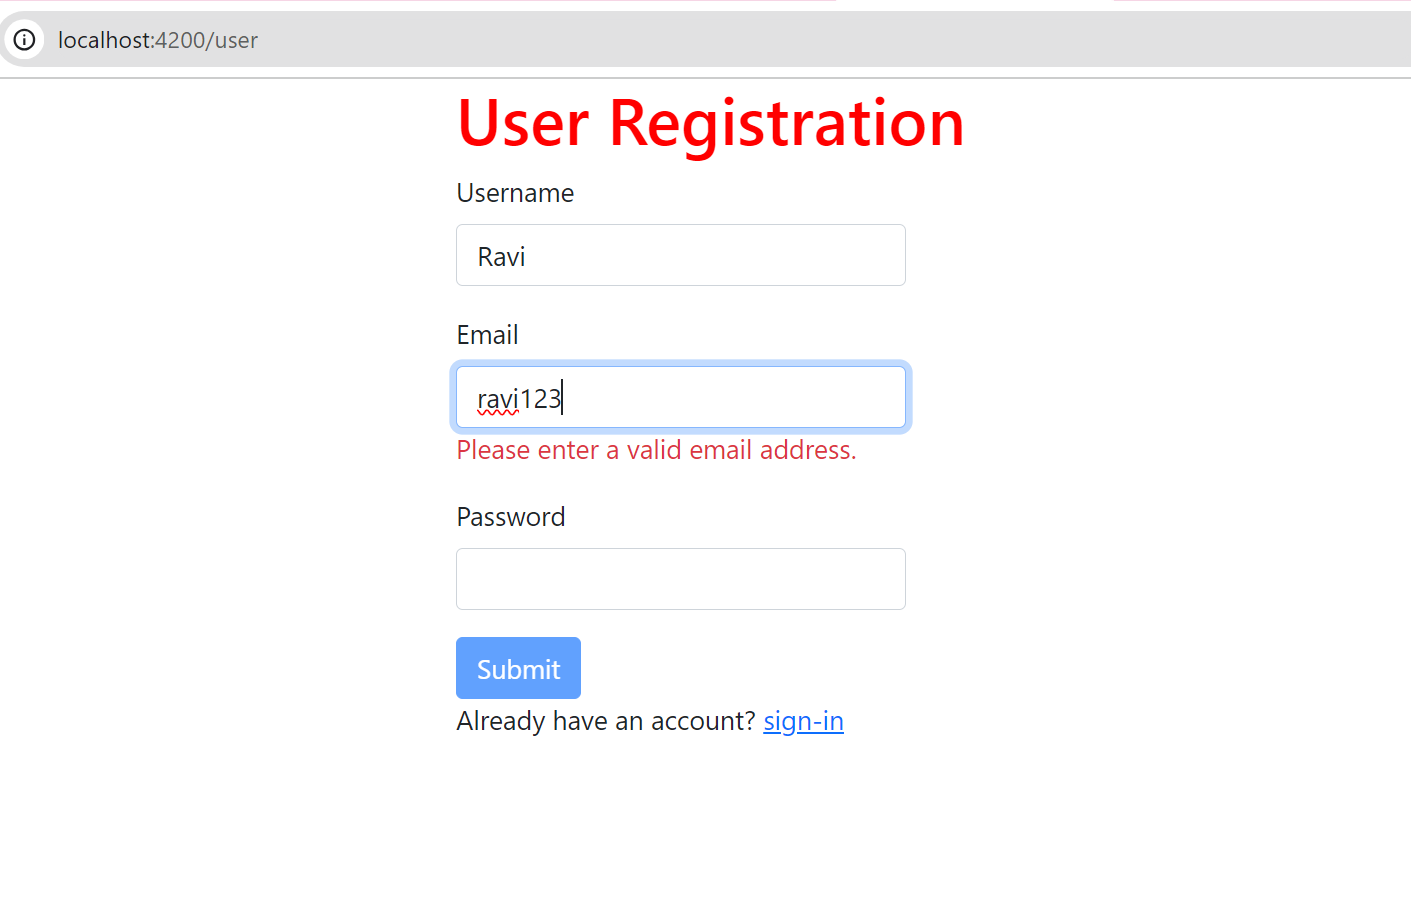 localhost:4200/user
User Registration
Username
Ravi
Email
ravi123
Please enter a valid email address.
Password
Submit
Already have an account? sign-in